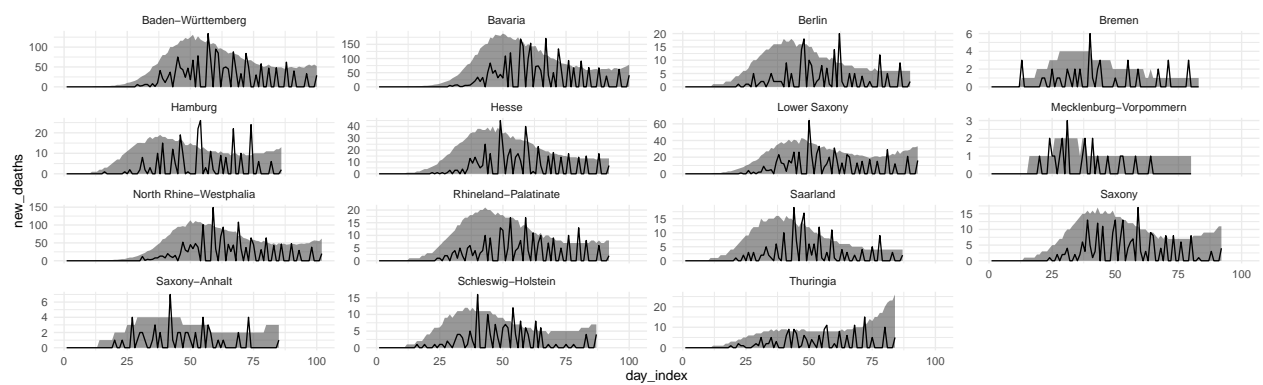 Baden−Württemberg Bavaria Berlin Bremen
0 50 100
0 50 100 150
0 5 10 15 20
0 2 4 6
Hamburg Hesse Lower Saxony Mecklenburg−Vorpommern
0 10 20
0 10 20 30 40
0 20 40 60
0 1 2 3
North Rhine−Westphalia Rhineland−Palatinate Saarland Saxony
0 50 100 150
0 5 10 15 20
0 5 10 15
0 5 10 15
0 25 50 75 100
Saxony−Anhalt Schleswig−Holstein Thuringia
0 2 4 6
0 5 10 15
0 10 20
0 25 50 75 100
0 25 50 75 100
0 25 50 75 100
day_index
new_deaths